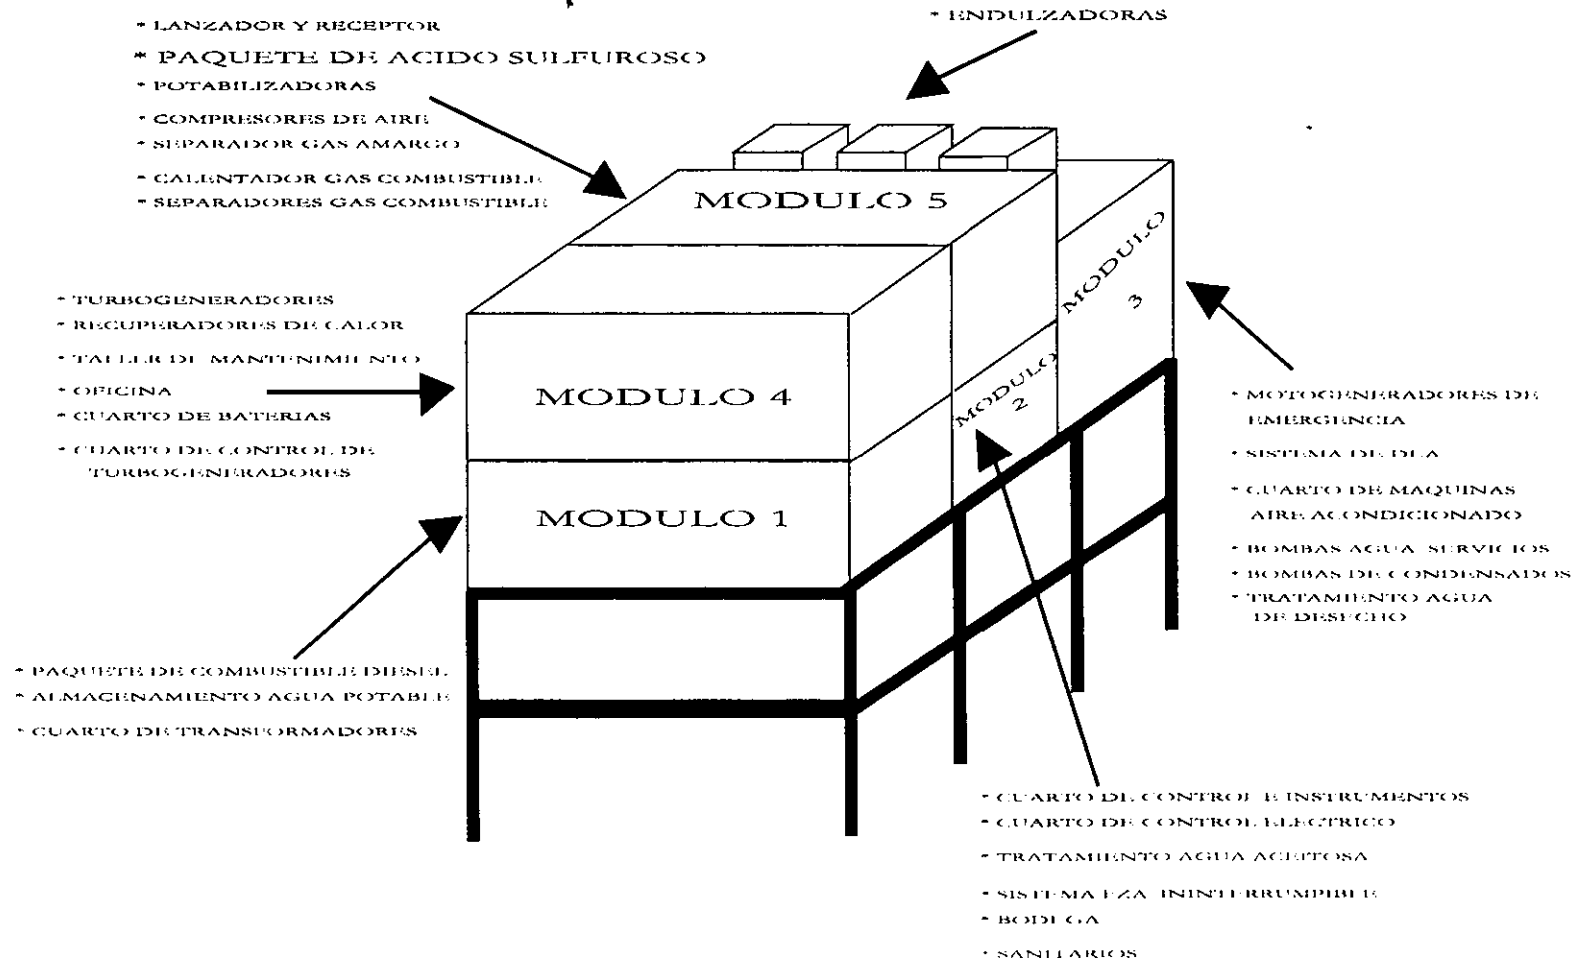 * LANZADOR Y RECEPTOR
* PAQUETE DE ACIDO SULFUROSO
* POTABILIZADORAS
* COMPRESORES DE AIRE
* SEPARADOR GAS AMARGO
* CALENTADOR GAS COMBUSTIBLE
* SEPARADORES GAS COMBUSTIBLE
* ENDULZADORAS
MODULO 5
MODULO
3
* TURBOGENERADORES
* RECUPERADORES DE CALOR
* TALLER DE MANTENIMIENTO
* OFICINA
* CUARTO DE BATERIAS
* CUARTO DE CONTROL DE
TURBOGENERADORES
MODULO 4
MODULO
2
MODULO 1
* MOTOGENERADORES DE
EMERGENCIA
* SISTEMA DE DEA
* CUARTO DE MAQUINAS
AIRE ACONDICIONADO
* BOMBAS AGUA SERVICIOS
* BOMBAS DE CONDENSADOS
* TRATAMIENTO AGUA
DE DESECHO
* PAQUETE DE COMBUSTIBLE DIESEL
* ALMACENAMIENTO AGUA POTABLE
* CUARTO DE TRANSFORMADORES
* CUARTO DE CONTROL E INSTRUMENTOS
* CUARTO DE CONTROL ELECTRICO
* TRATAMIENTO AGUA ACEITOSA
* SISTEMA FZA ININTERRUMPIBLE
* BODEGA
* SANITARIOS